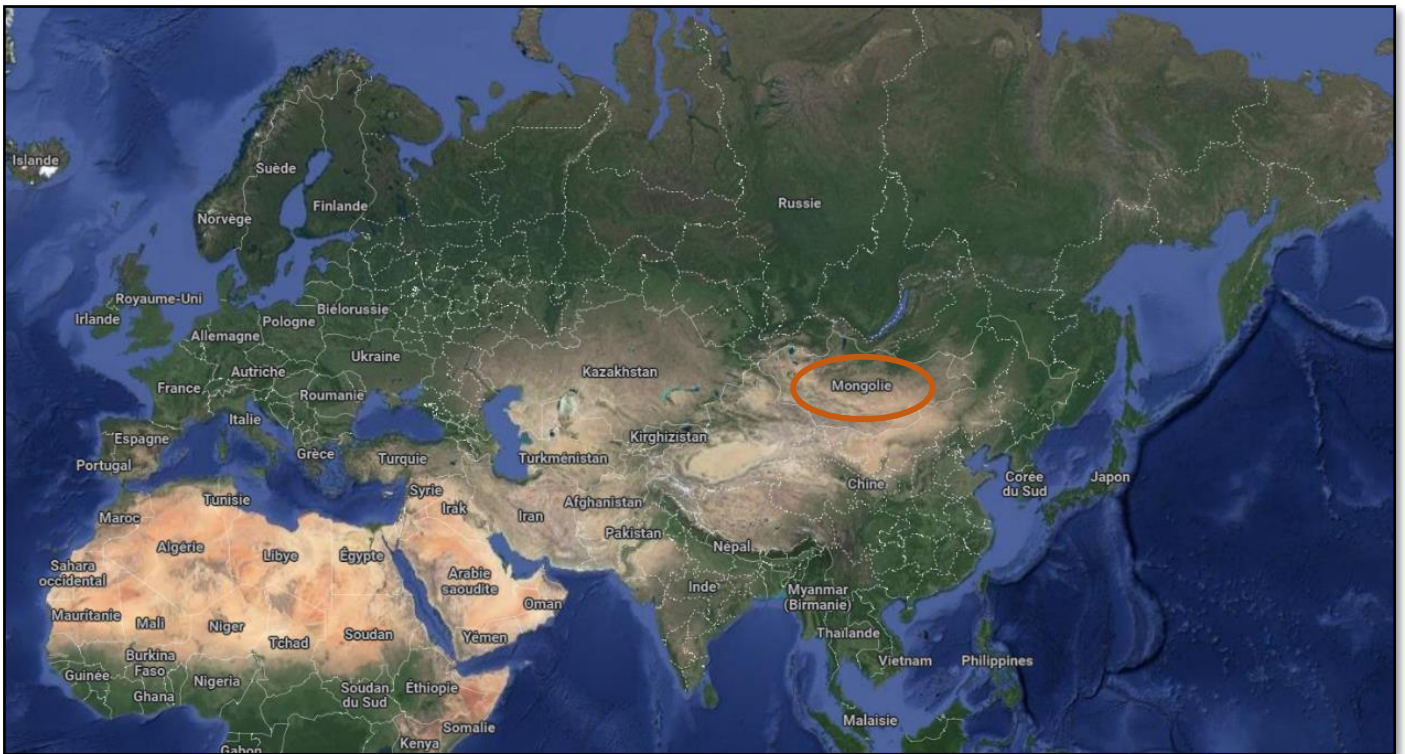 Islande
Suède
Finlande
Norvège
Russie
Royaume-Uni
Irlande
Biélorussie
Pologne
Allemagne
Ukraine
Autriche
France
Kazakhstan
Mongolie
Roumanie
Italie
Espagne
Kirghizistan
Grèce
Turquie
Turkménistan
Portugal
Corée
du Sud
Japon
Chine
Syrie
Tunisie
Irak
Afghanistan
Iran
Maroc
Pakistan
Algérie
Libye
Égypte
Népal
Sahara
occidental
Arabie
saoudite
Inde
Myanmar
(Birmanie)
Oman
Mauritanie
Mali
Niger
Tchad
Soudan
Yémen
Thaïlande
Burkina
Faso
Vietnam
Philippines
Guinée
Nigeria
Ghana
Soudan
du Sud
Éthiopie
Malaisie
Somalie
Kenya
Gabon